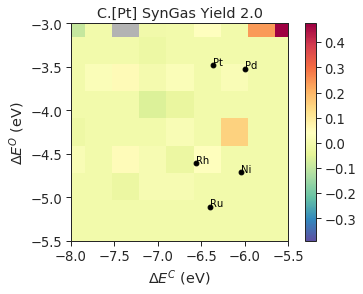 C.[Pt] SynGas Yield 2.0
−3.0
−3.5
−4.0
−4.5
−5.0
−5.5
ΔE^O (eV)
Pt
Pd
Rh
Ni
Ru
−8.0 −7.5 −7.0 −6.5 −6.0 −5.5
ΔE^C (eV)
0.4
0.3
0.2
0.1
0.0
−0.1
−0.2
−0.3